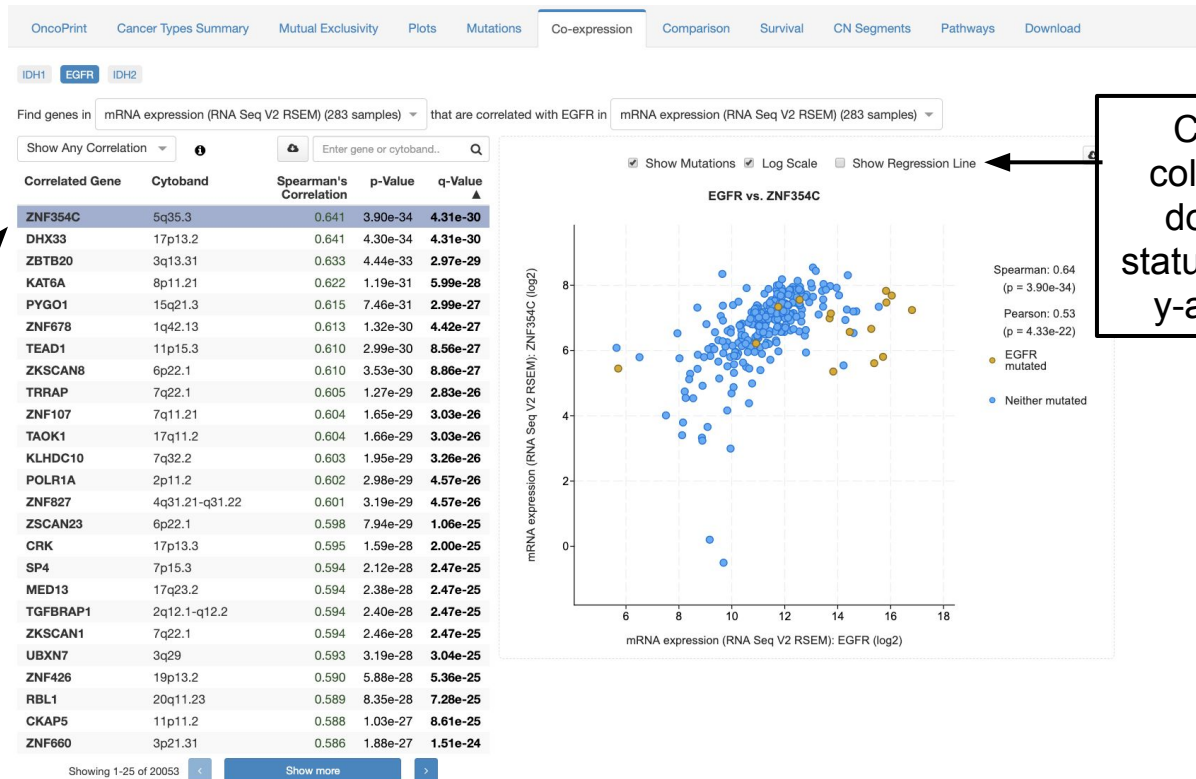 OncoPrint Cancer Types Summary Mutual Exclusivity Plots Mutations Co-expression Comparison Survival CN Segments Pathways Download
IDH1 EGFR IDH2
Find genes in mRNA expression (RNA Seq V2 RSEM) (283 samples) that are correlated with EGFR in mRNA expression (RNA Seq V2 RSEM) (283 samples)
Show Any Correlation Enter gene or cytoband..
Correlated Gene Cytoband Spearman's Correlation p-Value q-Value
ZNF354C 5q35.3 0.641 3.90e-34 4.31e-30
DHX33 17p13.2 0.641 4.30e-34 4.31e-30
ZBTB20 3q13.31 0.633 4.44e-33 2.97e-29
KAT6A 8p11.21 0.622 1.19e-31 5.99e-28
PYGO1 15q21.3 0.615 7.46e-31 2.99e-27
ZNF678 1q42.13 0.613 1.32e-30 4.42e-27
TEAD1 11p15.3 0.610 2.99e-30 8.56e-27
ZKSCAN8 6p22.1 0.610 3.53e-30 8.86e-27
TRRAP 7q22.1 0.605 1.27e-29 2.83e-26
ZNF107 7q11.21 0.604 1.65e-29 3.03e-26
TAOK1 17q11.2 0.604 1.66e-29 3.03e-26
KLHDC10 7q32.2 0.603 1.95e-29 3.26e-26
POLR1A 2p11.2 0.602 2.98e-29 4.57e-26
ZNF827 4q31.21-q31.22 0.601 3.19e-29 4.57e-26
ZSCAN23 6p22.1 0.598 7.94e-29 1.06e-25
CRK 17p13.3 0.595 1.59e-28 2.00e-25
SP4 7p15.3 0.594 2.12e-28 2.47e-25
MED13 17q23.2 0.594 2.38e-28 2.47e-25
TGFBRAP1 2q12.1-q12.2 0.594 2.40e-28 2.47e-25
ZKSCAN1 7q22.1 0.594 2.46e-28 2.47e-25
UBXN7 3q29 0.593 3.19e-28 3.04e-25
ZNF426 19p13.2 0.590 5.88e-28 5.36e-25
RBL1 20q11.23 0.589 8.35e-28 7.28e-25
CKAP5 11p11.2 0.588 1.03e-27 8.61e-25
ZNF660 3p21.31 0.586 1.88e-27 1.51e-24
Showing 1-25 of 20053 < Show more >
Show Mutations Log Scale Show Regression Line
EGFR vs. ZNF354C
mRNA expression (RNA Seq V2 RSEM): ZNF354C (log2)
8
6
4
2
0
6 8 10 12 14 16 18
mRNA expression (RNA Seq V2 RSEM): EGFR (log2)
Spearman: 0.64
(p = 3.90e-34)
Pearson: 0.53
(p = 4.33e-22)
EGFR
mutated
Neither mutated
C
col
do
statu
y-a